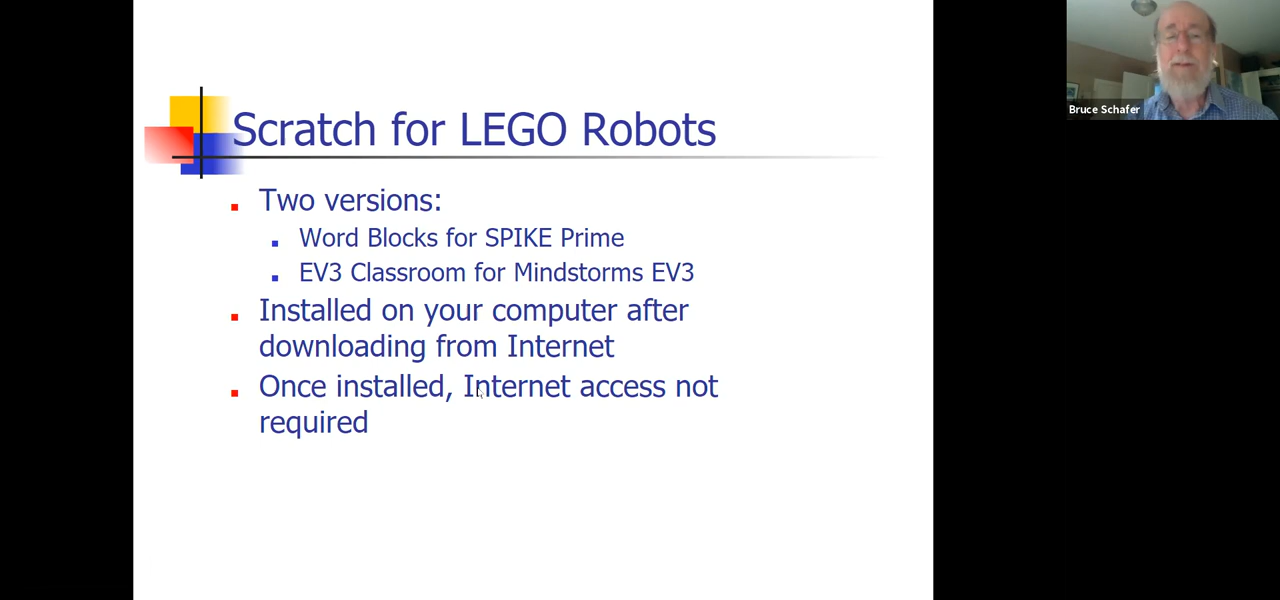 Scratch for LEGO Robots
Two versions:
Word Blocks for SPIKE Prime
EV3 Classroom for Mindstorms EV3
Installed on your computer after
downloading from Internet
Once installed, Internet access not
required
Bruce Schafer